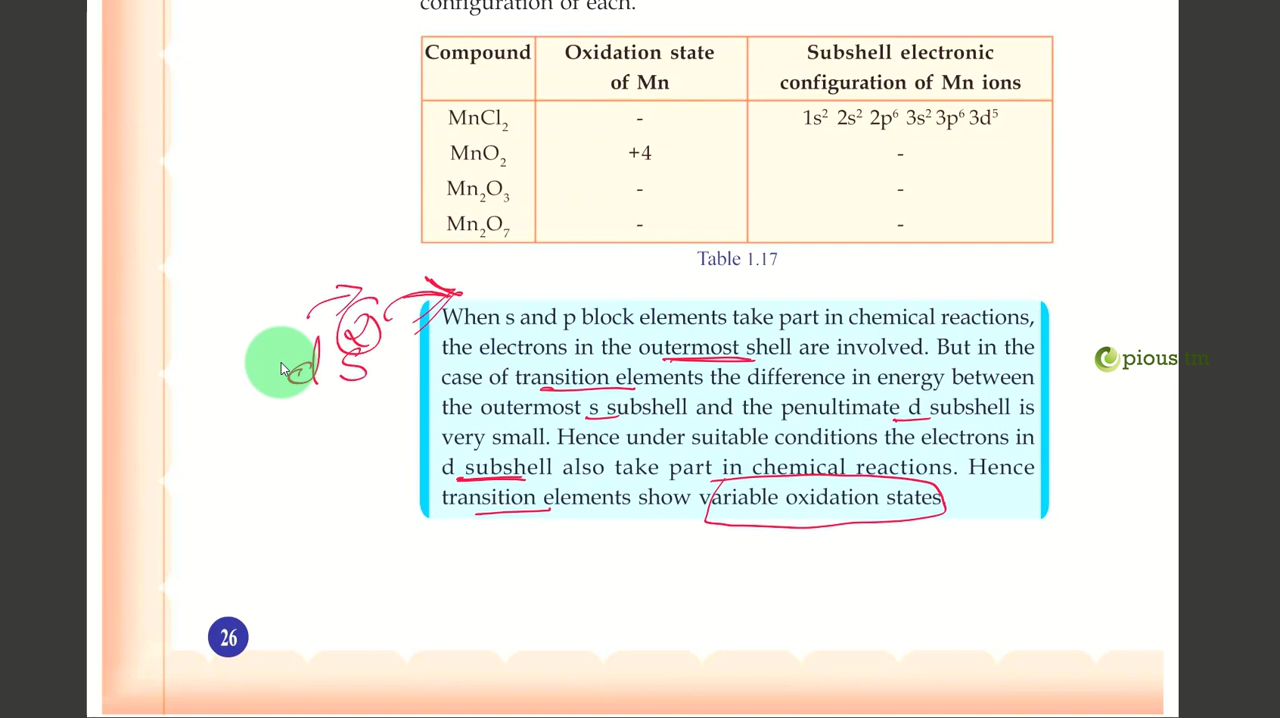 configuration of each.
Compound Oxidation state of Mn Subshell electronic configuration of Mn ions
MnCl₂ - 1s² 2s² 2p⁶ 3s² 3p⁶ 3d⁵
MnO₂ +4 -
Mn₂O₃ - -
Mn₂O₇ - -
Table 1.17
2
d s
When s and p block elements take part in chemical reactions,
the electrons in the outermost shell are involved. But in the
case of transition elements the difference in energy between
the outermost s subshell and the penultimate d subshell is
very small. Hence under suitable conditions the electrons in
d subshell also take part in chemical reactions. Hence
transition elements show variable oxidation states
pious tm
26